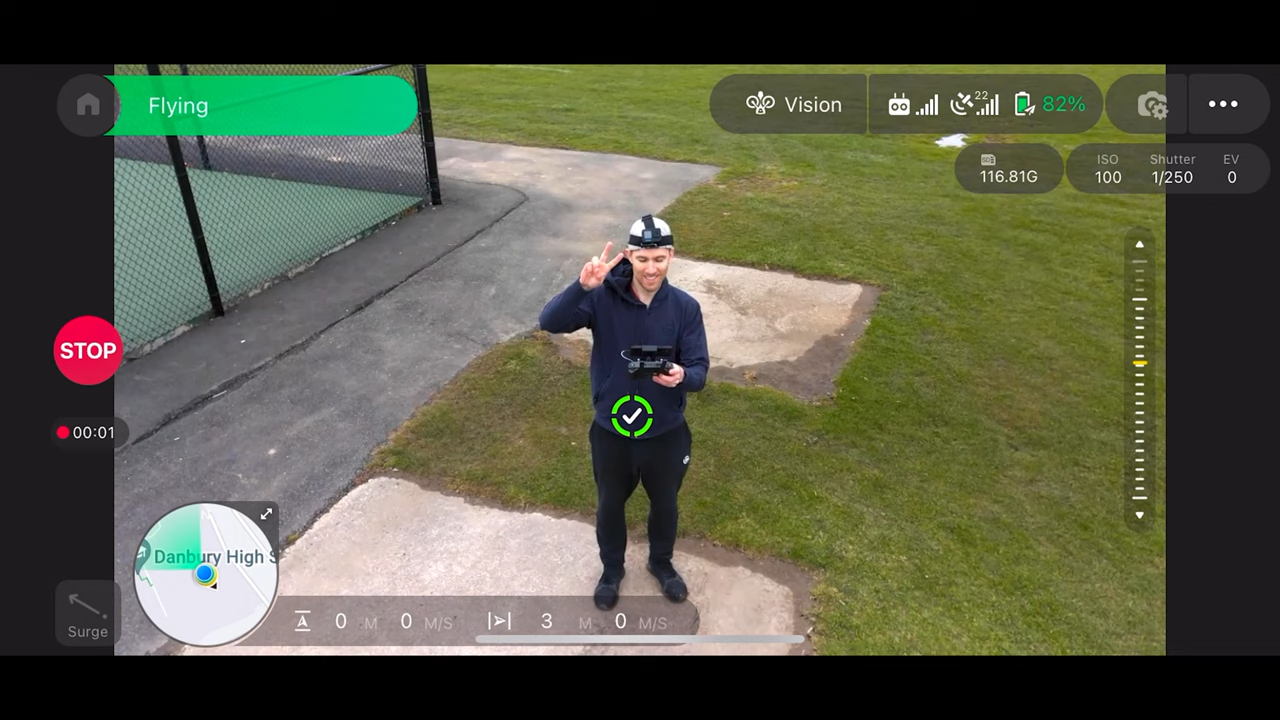 Flying
Vision
22
82%
116.81G
ISO
100
Shutter
1/250
EV
0
STOP
00:01
Danbury High S
Surge
0 M 0 M/S
3 M 0 M/S